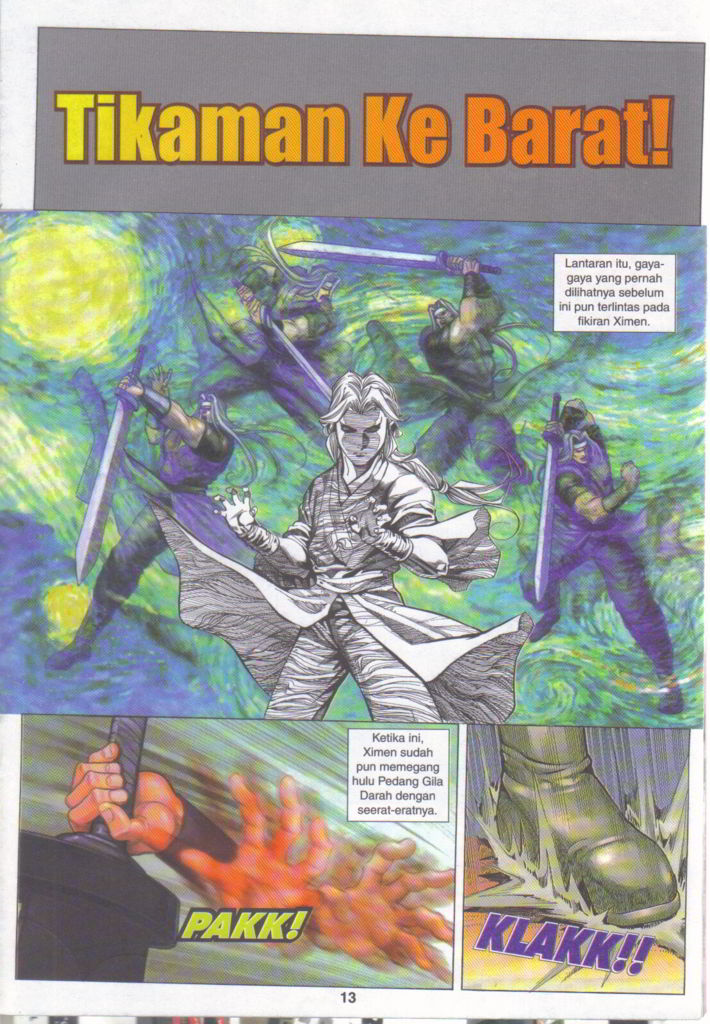 Tikaman Ke Barat!
Lantaran itu, gaya-
gaya yang pernah
dilihatnya sebelum
ini pun terlintas pada
fikiran Ximen.
Ketika ini,
Ximen sudah
pun memegang
hulu Pedang Gila
Darah dengan
seerat-eratnya.
PAKK!
KLAKK!!
13